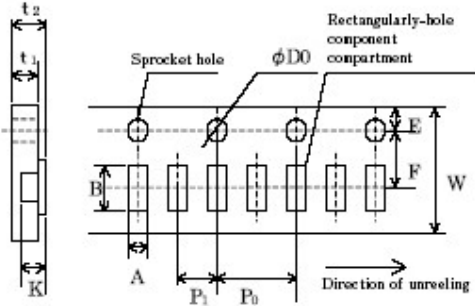 t₂
t₁
Sprocket hole
ϕD0
Rectangularly-hole
component
compartment
E
F
W
B
K
A
P₁
P₀
Direction of unreeling